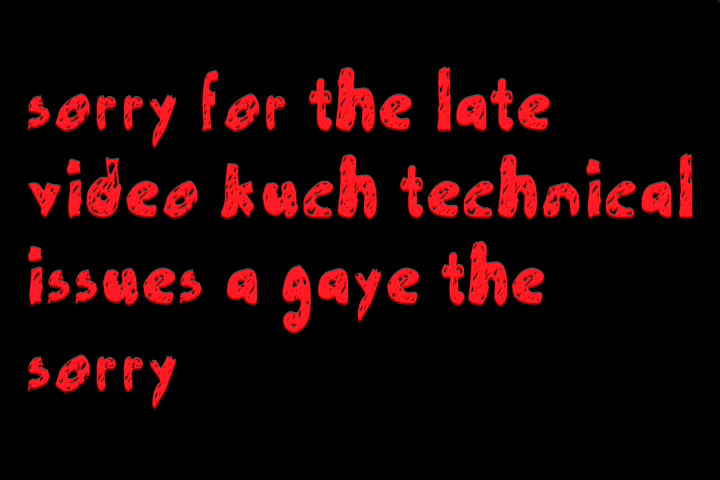 sorry for the late
video kuch technical
issues a gaye the
sorry